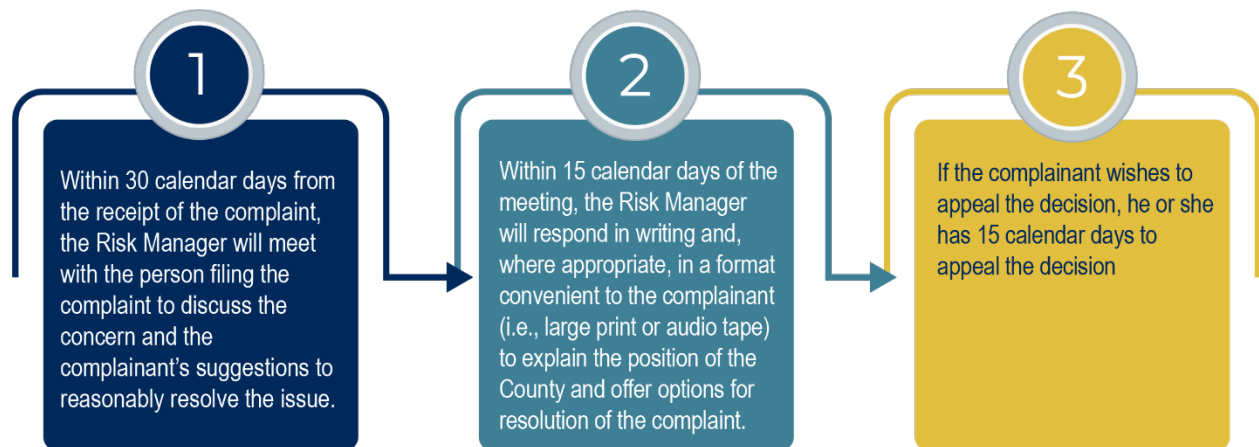 1
Within 30 calendar days from
the receipt of the complaint,
the Risk Manager will meet
with the person filing the
complaint to discuss the
concern and the
complainant’s suggestions to
reasonably resolve the issue.
2
Within 15 calendar days of the
meeting, the Risk Manager
will respond in writing and,
where appropriate, in a format
convenient to the complainant
(i.e., large print or audio tape)
to explain the position of the
County and offer options for
resolution of the complaint.
3
If the complainant wishes to
appeal the decision, he or she
has 15 calendar days to
appeal the decision